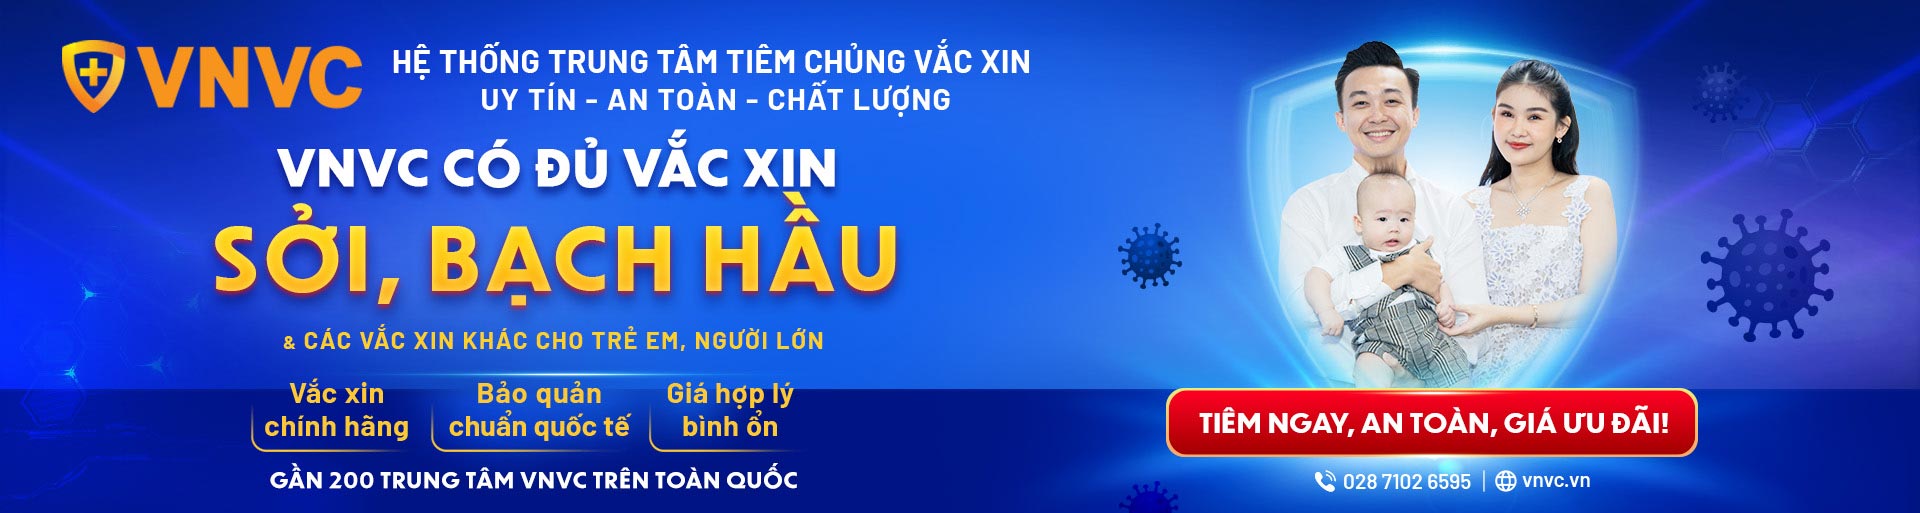 VNVC
HỆ THỐNG TRUNG TÂM TIÊM CHỦNG VẮC XIN
UY TÍN - AN TOÀN - CHẤT LƯỢNG
VNVC CÓ ĐỦ VẮC XIN
SỞI, BẠCH HẦU
& CÁC VẮC XIN KHÁC CHO TRẺ EM, NGƯỜI LỚN
Vắc xin
chính hãng
Bảo quản
chuẩn quốc tế
Giá hợp lý
bình ổn
GẦN 200 TRUNG TÂM VNVC TRÊN TOÀN QUỐC
TIÊM NGAY, AN TOÀN, GIÁ ƯU ĐÃI!
028 7102 6595 | vnvc.vn